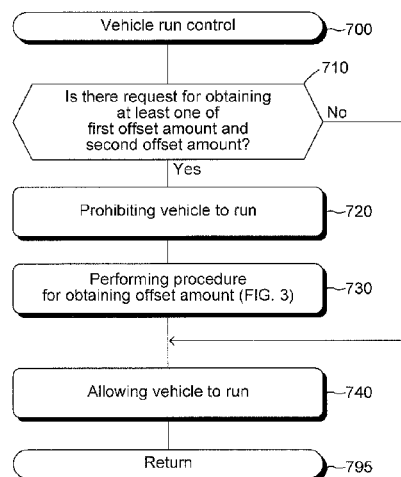 Vehicle run control
700
710
Is there request for obtaining
at least one of
first offset amount and
second offset amount?
No
Yes
Prohibiting vehicle to run
720
Performing procedure
for obtaining offset amount (FIG. 3)
730
Allowing vehicle to run
740
Return
795